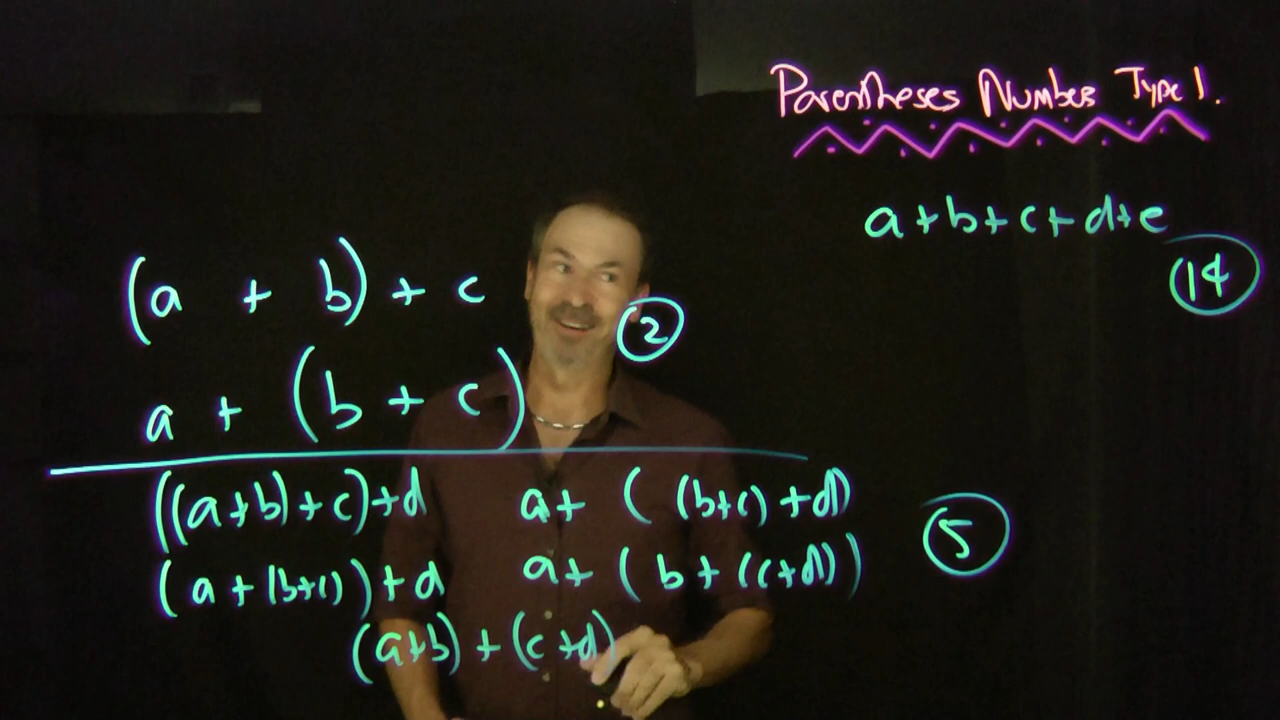 Parentheses Number Type 1.
a+b+c+d+e
(14)
(a + b) + c
(2)
a + (b + c)
((a+b)+c)+d a+ ( (b+c) +d)
(5)
(a+(b+c))+d a+ ( b+(c+d))
(a+b) + (c+d)